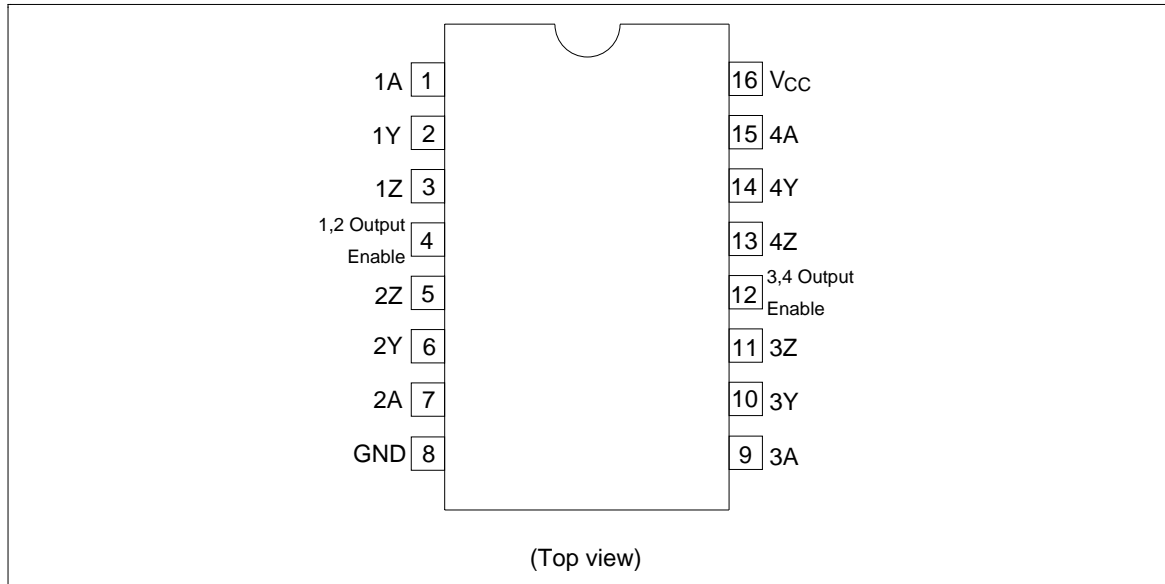 1A 1
1Y 2
1Z 3
1,2 Output
Enable
4
2Z 5
2Y 6
2A 7
GND 8
16 VCC
15 4A
14 4Y
13 4Z
12
3,4 Output
Enable
11 3Z
10 3Y
9 3A
(Top view)